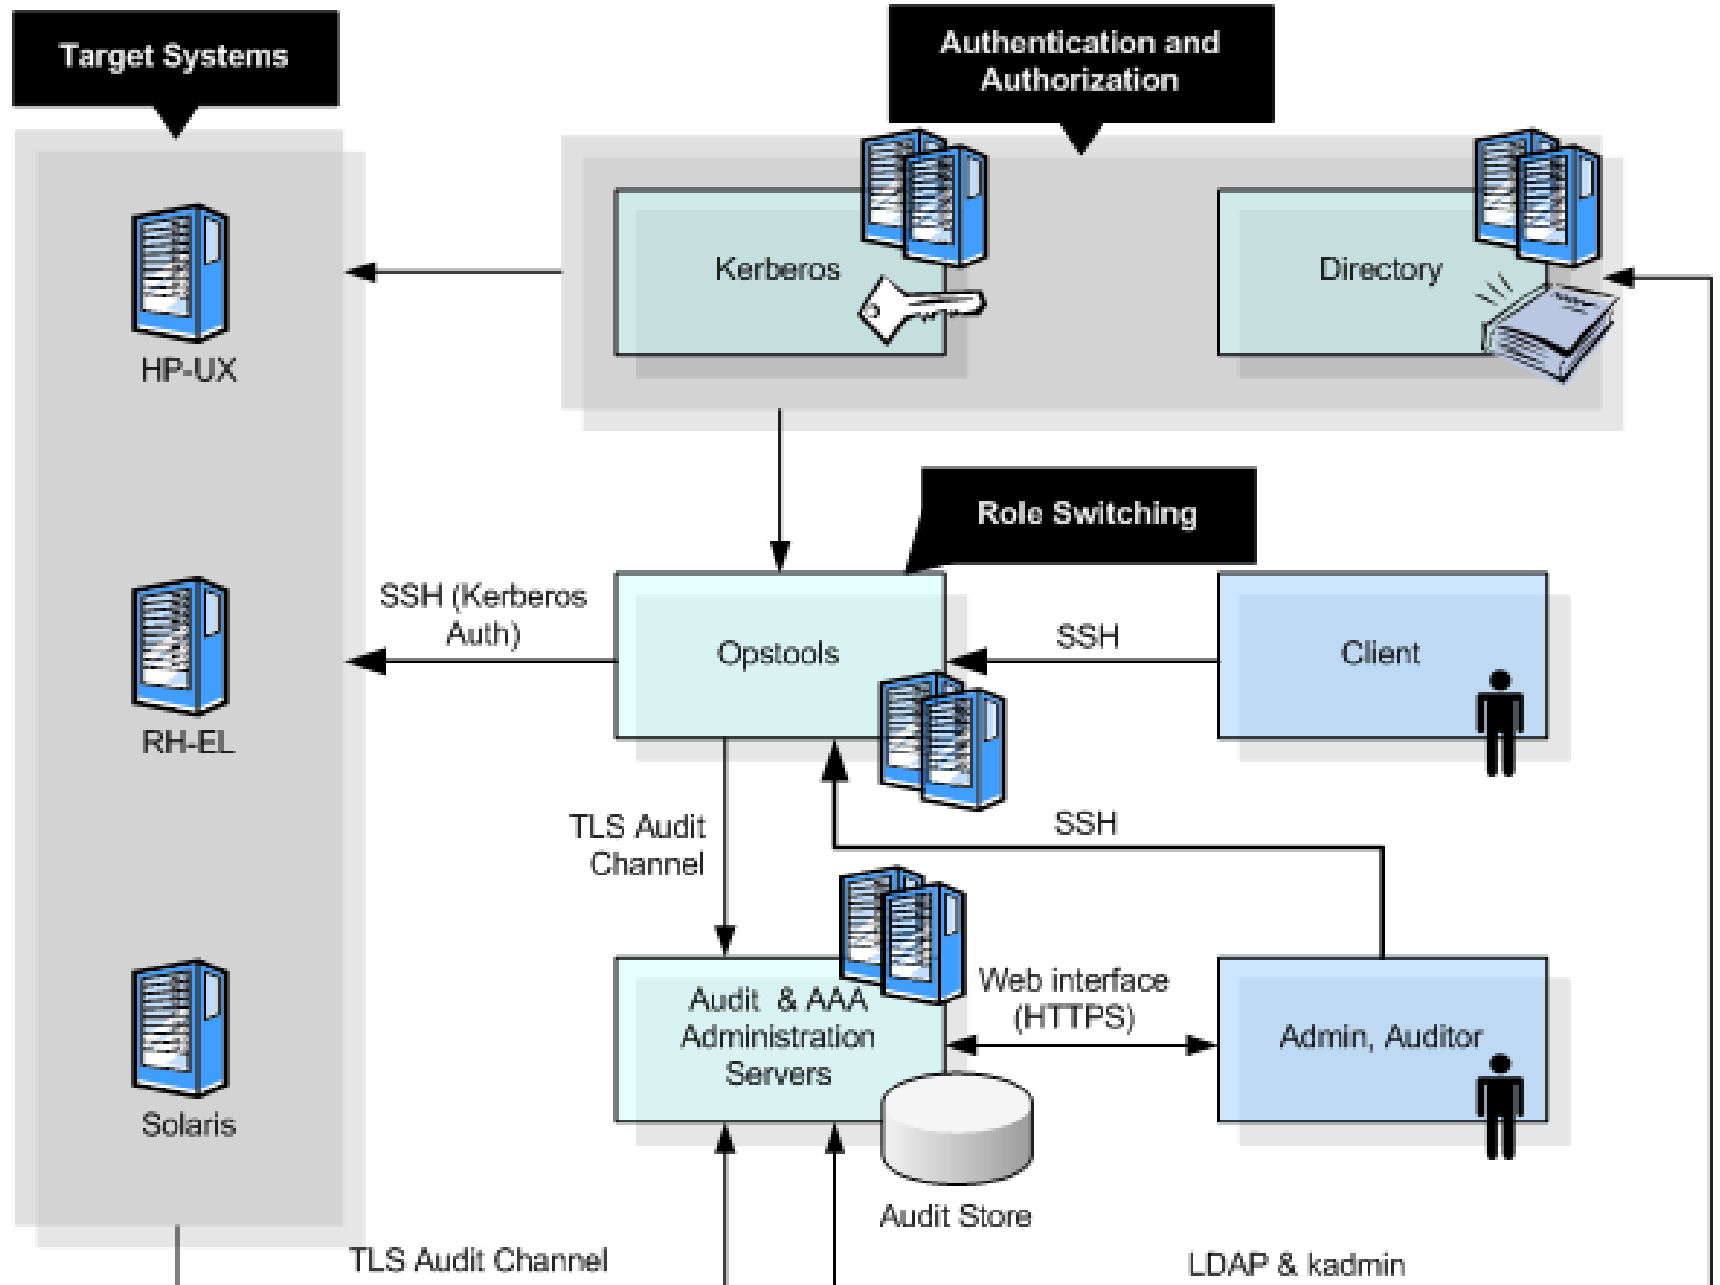 Target Systems
Authentication and
Authorization
Kerberos
Directory
HP-UX
Role Switching
SSH (Kerberos
Auth)
Opstools
SSH
Client
RH-EL
TLS Audit
Channel
SSH
Audit & AAA
Administration
Servers
Web interface
(HTTPS)
Admin, Auditor
Solaris
Audit Store
TLS Audit Channel
LDAP & kadmin